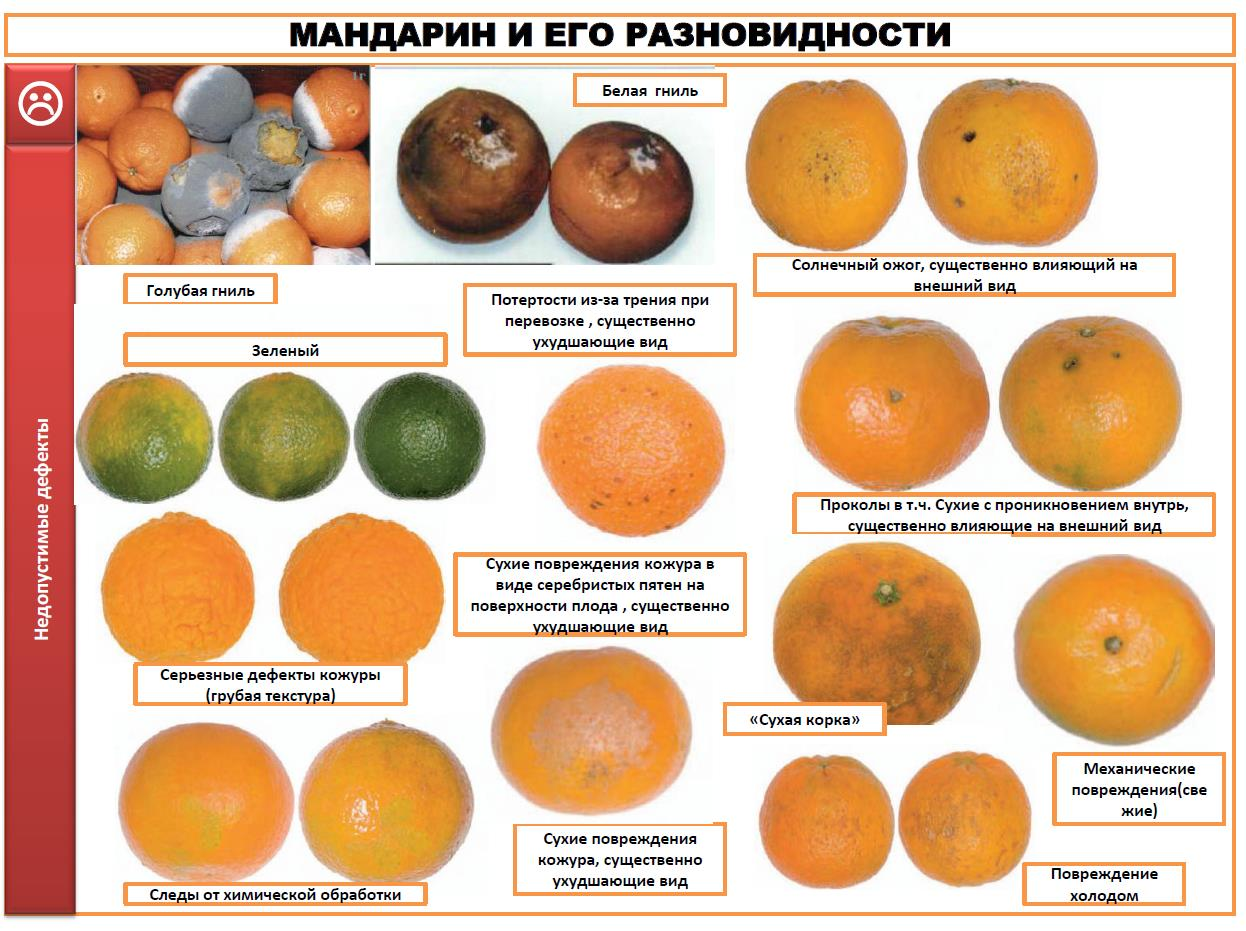 МАНДАРИН И ЕГО РАЗНОВИДНОСТИ
Недопустимые дефекты
Белая гниль
Голубая гниль
Солнечный ожог, существенно влияющий на
внешний вид
Потертости из-за трения при
перевозке , существенно
ухудшающие вид
Зеленый
Проколы в т.ч. Сухие с проникновением внутрь,
существенно влияющие на внешний вид
Сухие повреждения кожура в
виде серебристых пятен на
поверхности плода , существенно
ухудшающие вид
Серьезные дефекты кожуры
(грубая текстура)
«Сухая корка»
Механические
повреждения(све
жие)
Сухие повреждения
кожура, существенно
ухудшающие вид
Повреждение
холодом
Следы от химической обработки